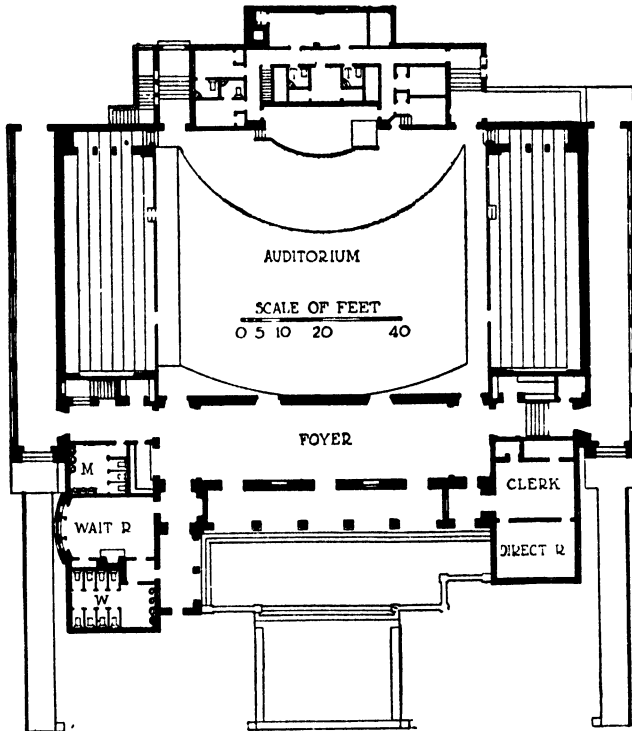 AUDITORIUM
SCALE OF FEET
0 5 10 20 40
FOYER
M
CLERK
WAIT R
DIRECT R
W